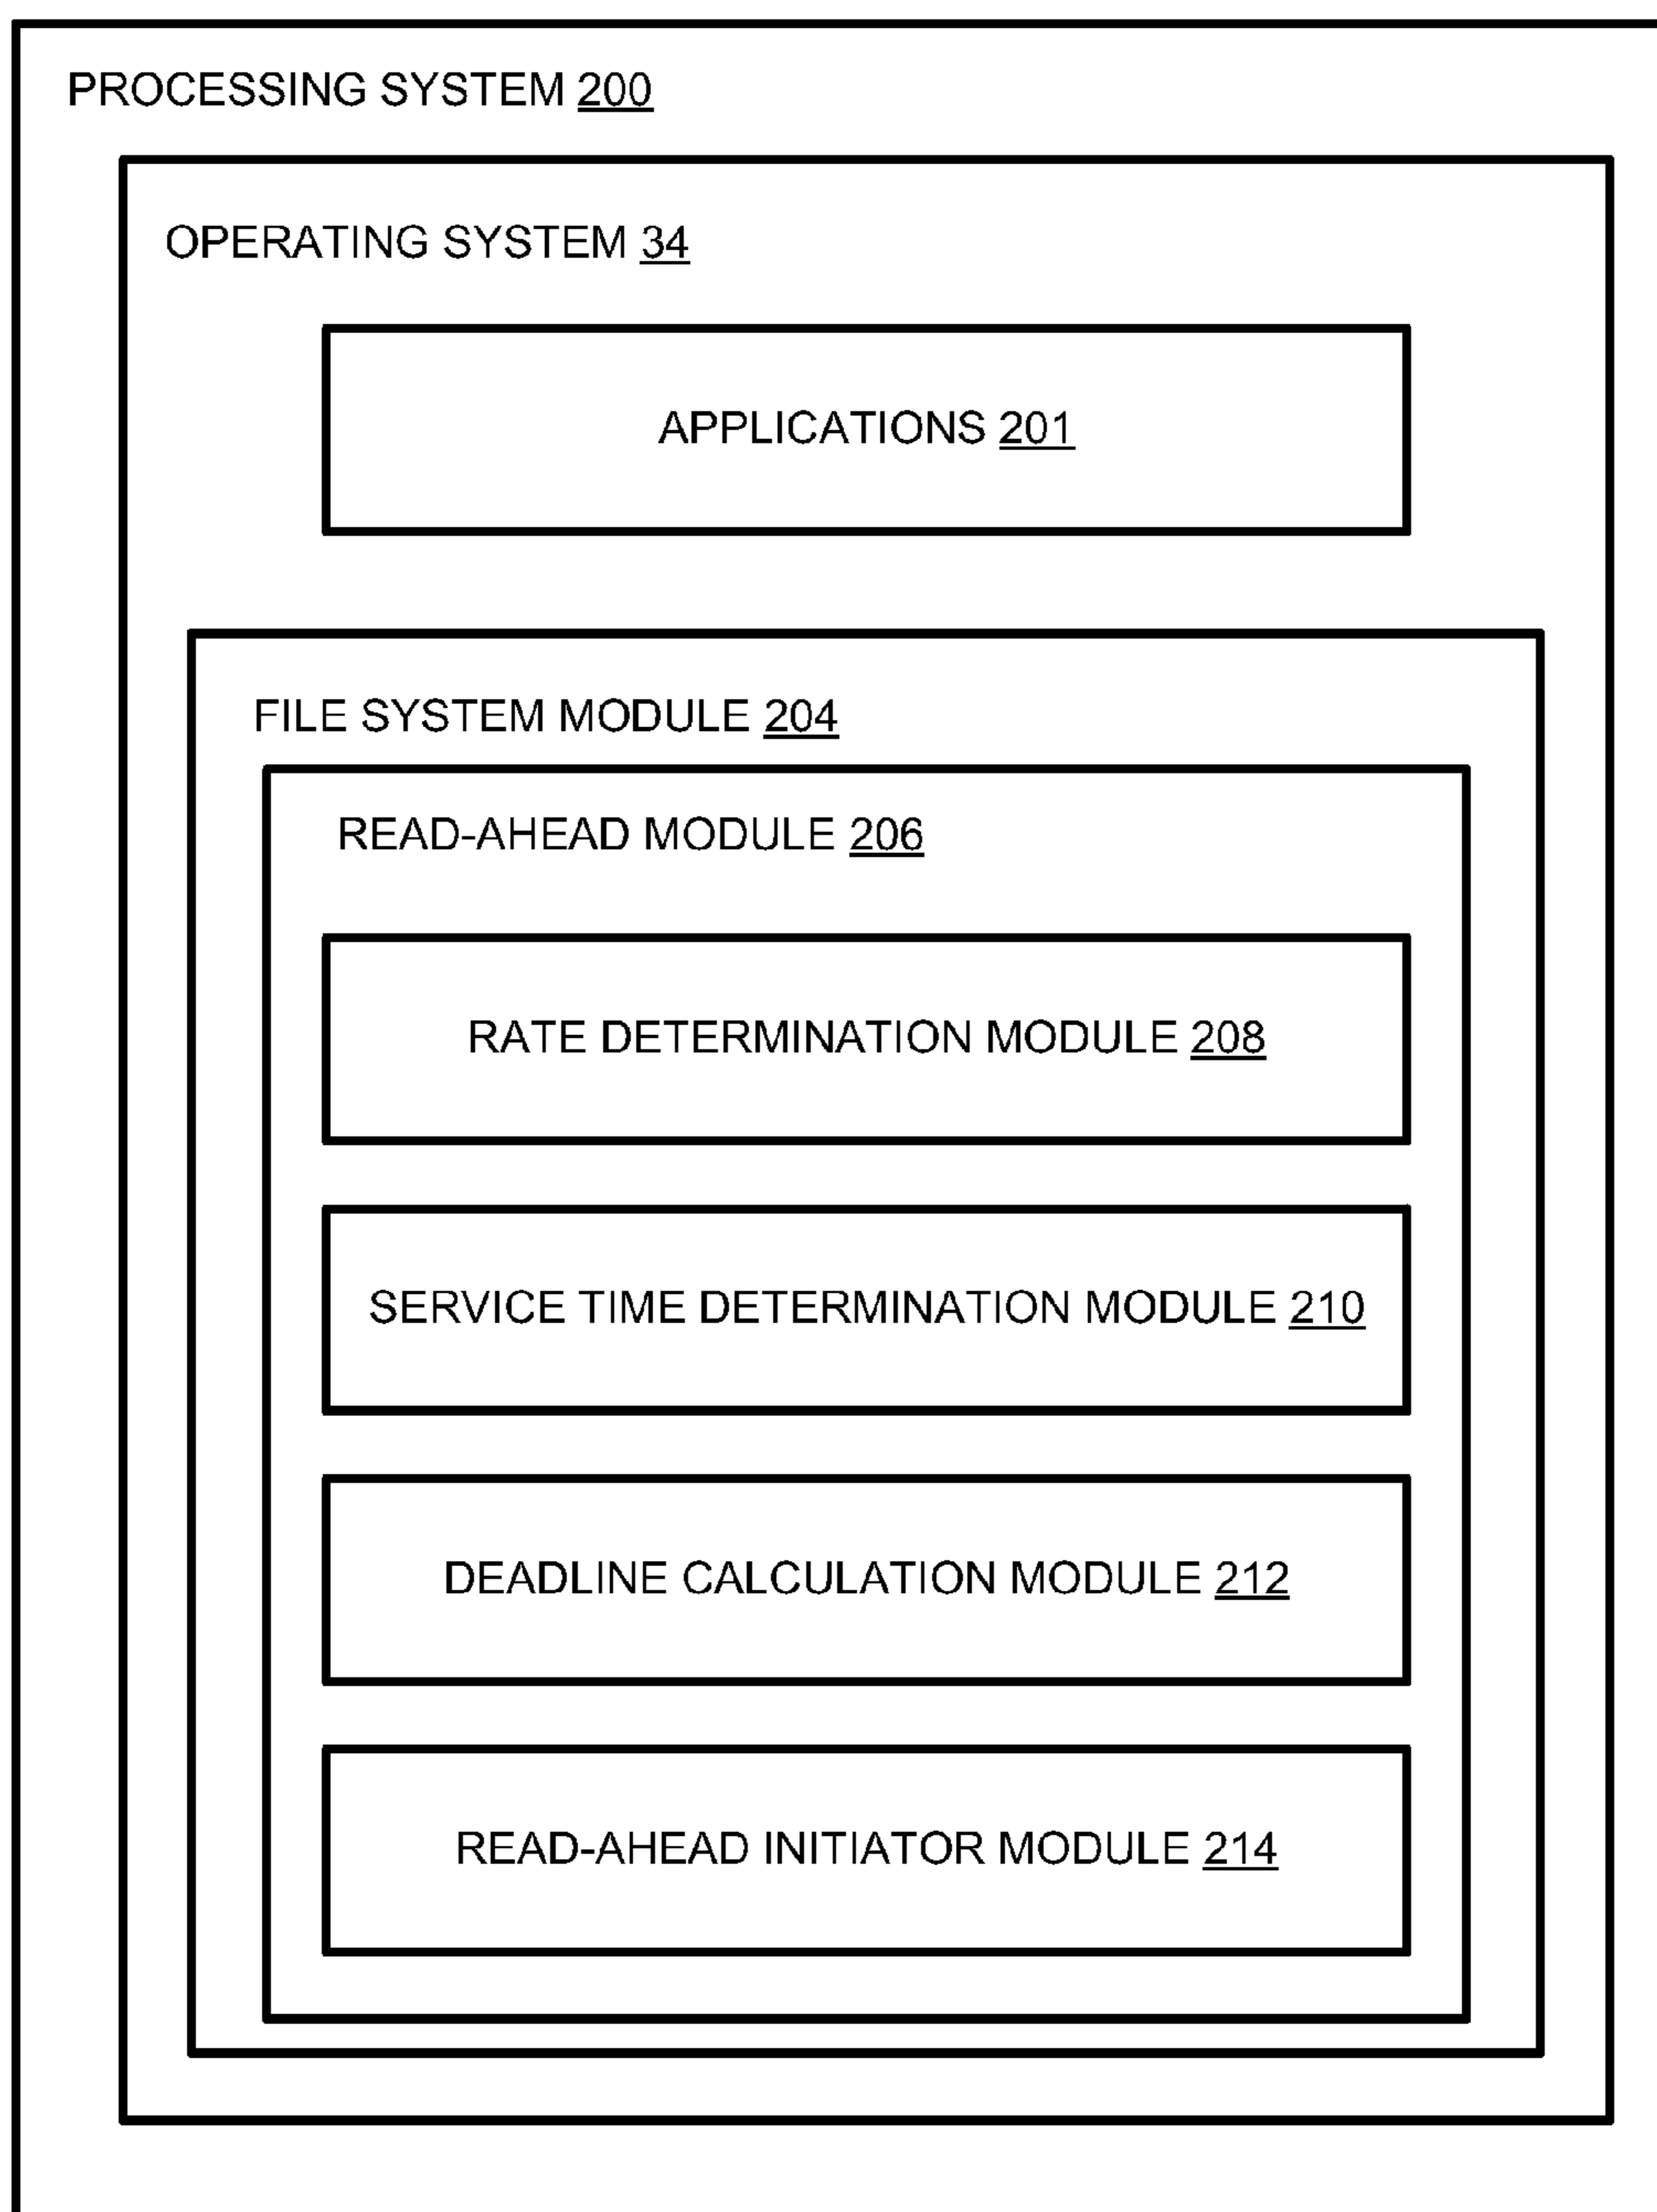 PROCESSING SYSTEM 200
OPERATING SYSTEM 34
APPLICATIONS 201
FILE SYSTEM MODULE 204
READ-AHEAD MODULE 206
RATE DETERMINATION MODULE 208
SERVICE TIME DETERMINATION MODULE 210
DEADLINE CALCULATION MODULE 212
READ-AHEAD INITIATOR MODULE 214